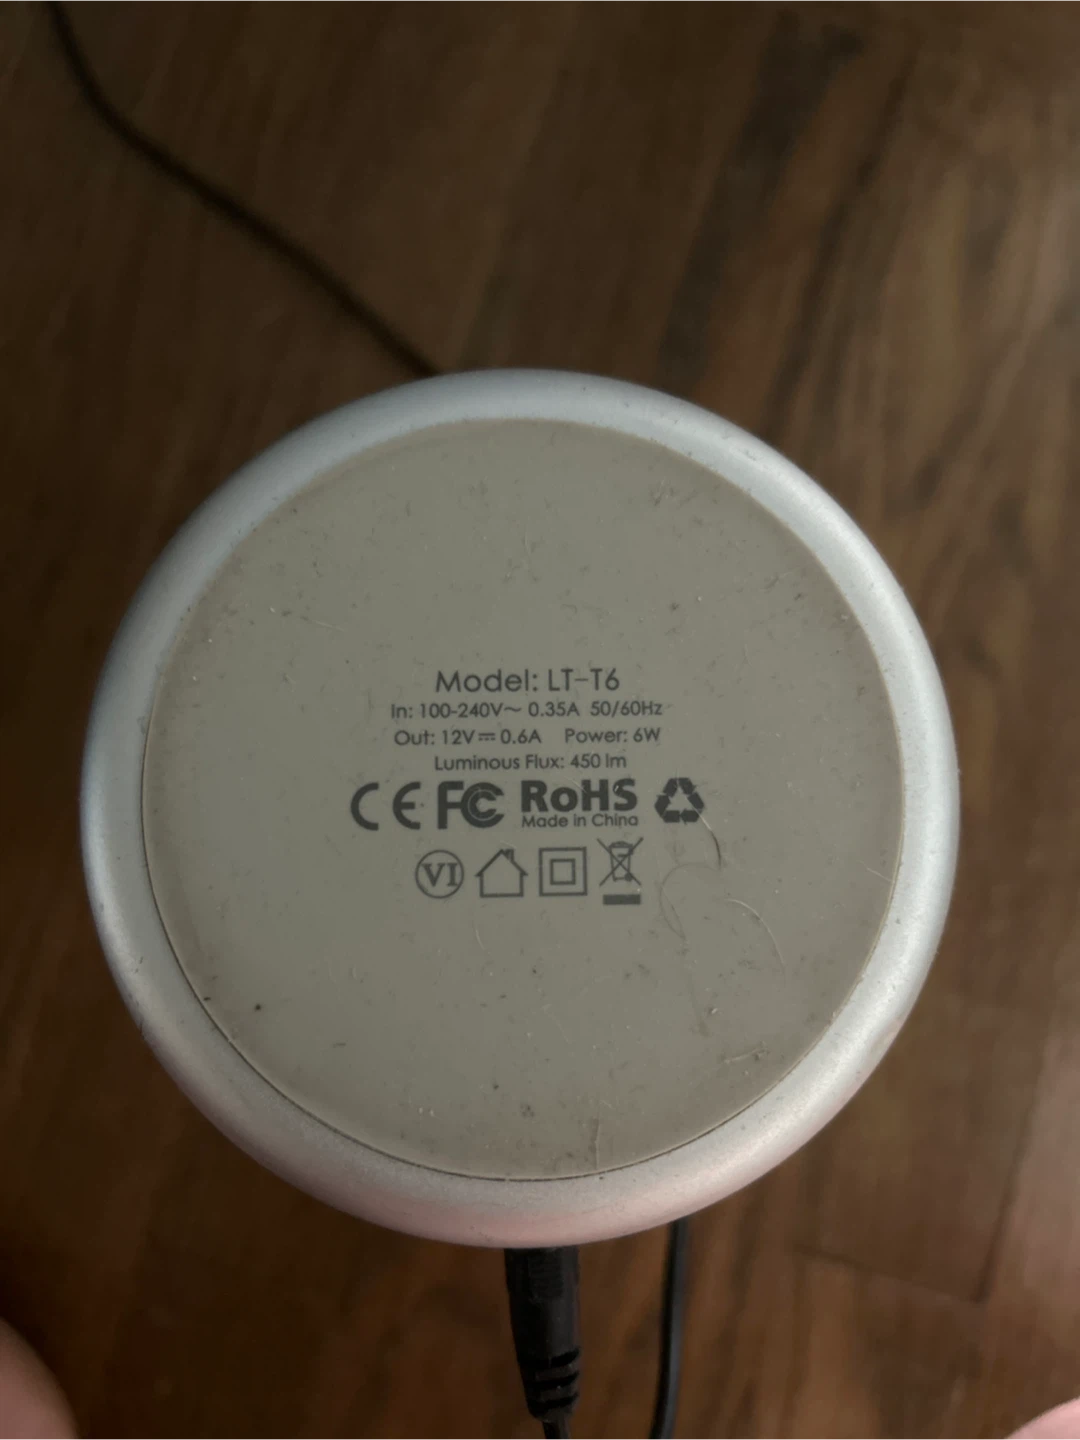 Model: LT-T6
In: 100-240V~ 0.35A 50/60Hz
Out: 12V⎓0.6A Power: 6W
Luminous Flux: 450 lm
CE FC RoHS
Made in China
VI